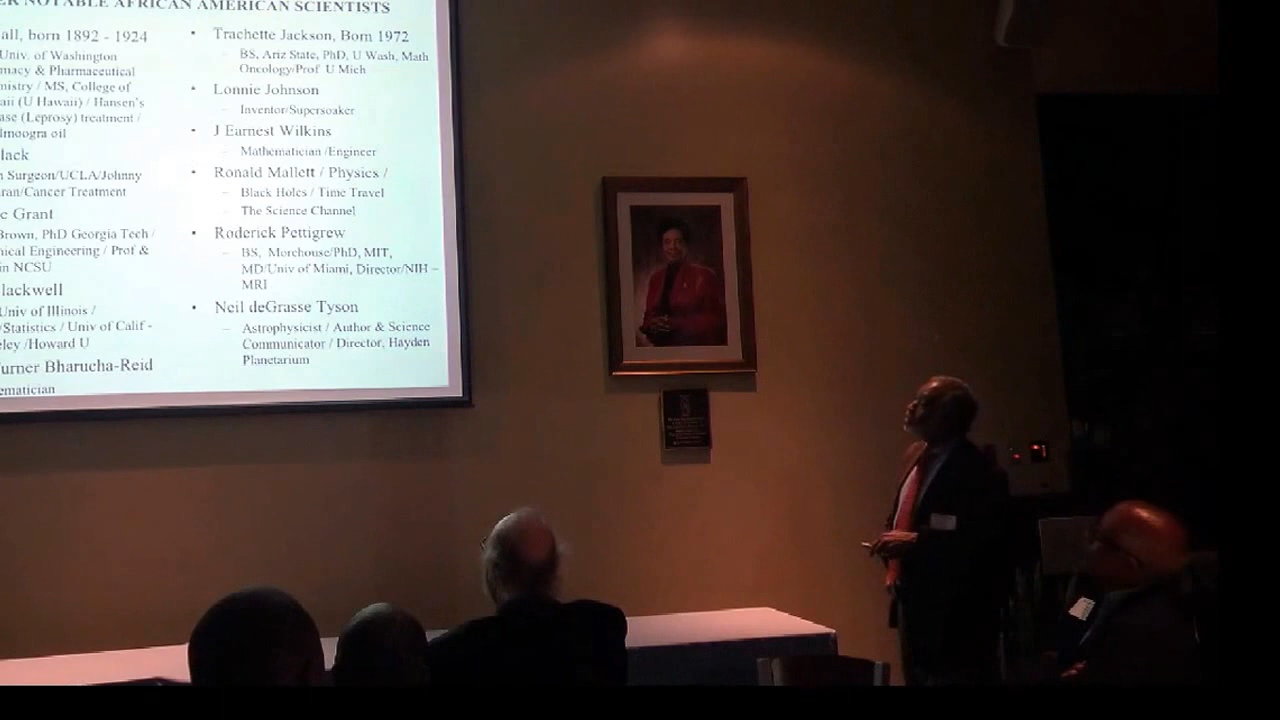 ER NOTABLE AFRICAN AMERICAN SCIENTISTS
all, born 1892 - 1924
Univ. of Washington
macy & Pharmaceutical
mistry / MS, College of
aii (U Hawaii) / Hansen's
ase (Leprosy) treatment /
lmoogra oil
lack
n Surgeon/UCLA/Johnny
ran/Cancer Treatment
c Grant
Brown, PhD Georgia Tech /
nical Engineering / Prof &
in NCSU
lackwell
Univ of Illinois /
/Statistics / Univ of Calif -
eley /Howard U
Turner Bharucha-Reid
ematician
• Trachette Jackson, Born 1972
– BS, Ariz State, PhD, U Wash, Math
Oncology/Prof U Mich
• Lonnie Johnson
– Inventor/Supersoaker
• J Earnest Wilkins
– Mathematician /Engineer
• Ronald Mallett / Physics /
– Black Holes / Time Travel
– The Science Channel
• Roderick Pettigrew
– BS, Morehouse/PhD, MIT,
MD/Univ of Miami, Director/NIH –
MRI
• Neil deGrasse Tyson
– Astrophysicist / Author & Science
Communicator / Director, Hayden
Planetarium